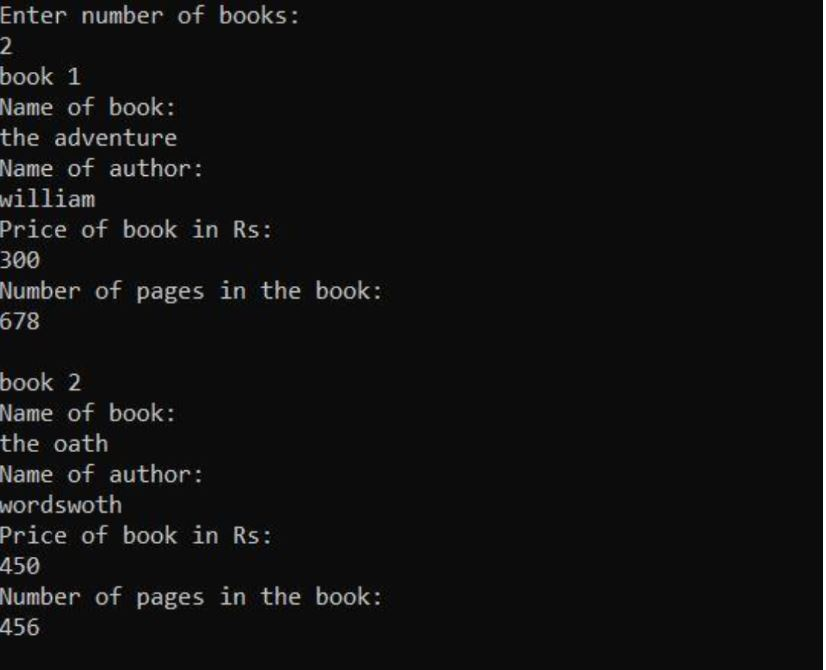 Enter number of books:
2
book 1
Name of book:
the adventure
Name of author:
william
Price of book in Rs:
300
Number of pages in the book:
678
book 2
Name of book:
the oath
Name of author:
wordswoth
Price of book in Rs:
450
Number of pages in the book:
456